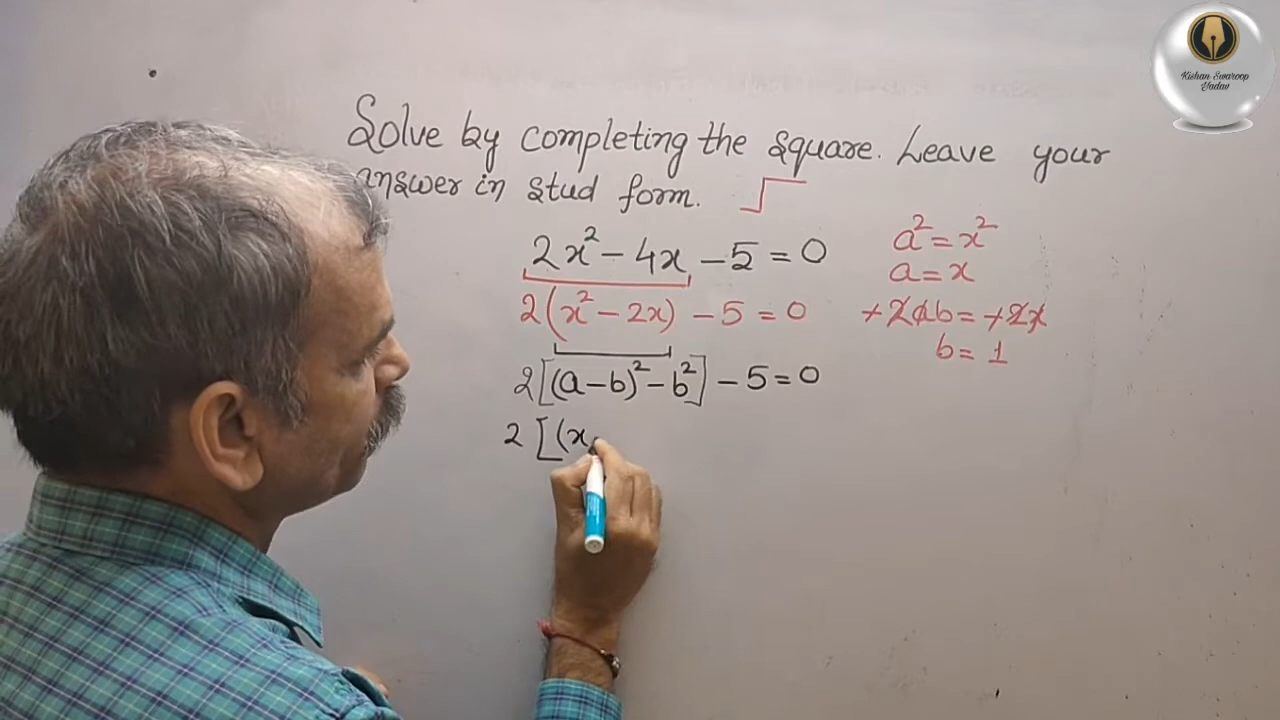 Kishan Swaroop
Yadav
Solve by completing the square. Leave your
answer in stud form. √
2x² − 4x − 5 = 0
a² = x²
a = x
2(x² − 2x) − 5 = 0
+2ab = +2x
b = 1
2[(a − b)² − b²] − 5 = 0
2[(x